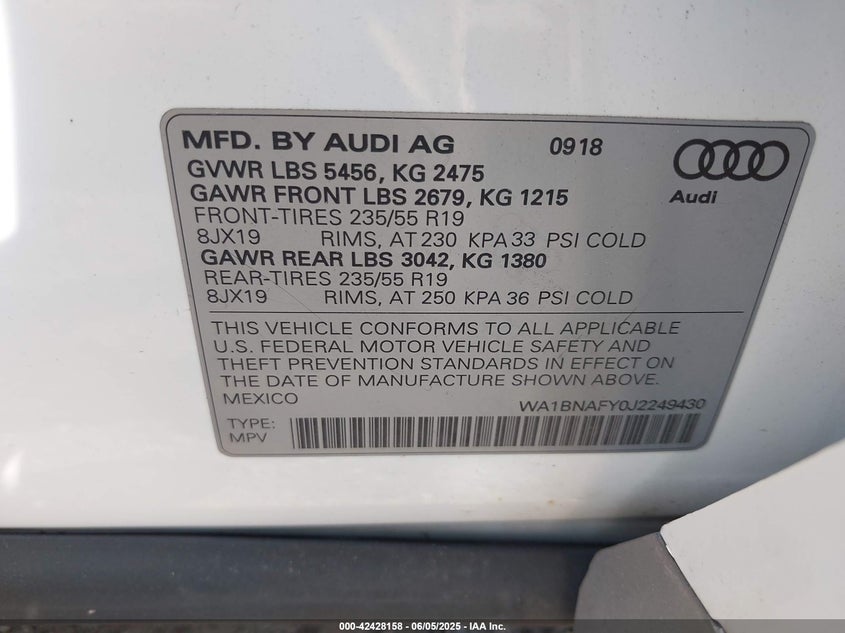 MFD. BY AUDI AG 0918
GVWR LBS 5456, KG 2475
GAWR FRONT LBS 2679, KG 1215
Audi
FRONT-TIRES 235/55 R19
8JX19 RIMS, AT 230 KPA 33 PSI COLD
GAWR REAR LBS 3042, KG 1380
REAR-TIRES 235/55 R19
8JX19 RIMS, AT 250 KPA 36 PSI COLD
THIS VEHICLE CONFORMS TO ALL APPLICABLE
U.S. FEDERAL MOTOR VEHICLE SAFETY AND
THEFT PREVENTION STANDARDS IN EFFECT ON
THE DATE OF MANUFACTURE SHOWN ABOVE.
MEXICO WA1BNAFY0J2249430
TYPE:
MPV
000-42428158 - 06/05/2025 - IAA Inc.